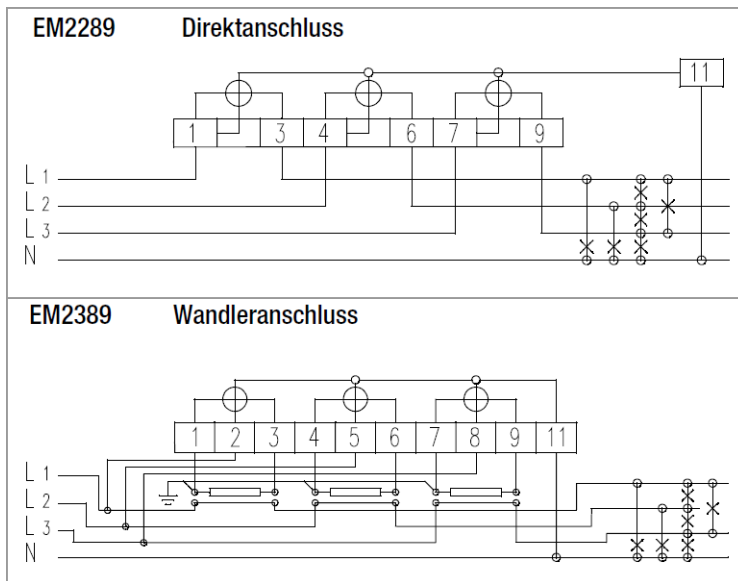 EM2289 Direktanschluss
11
1 3 4 6 7 9
L 1
L 2
L 3
N
EM2389 Wandleranschluss
1 2 3 4 5 6 7 8 9 11
L 1
L 2
L 3
N